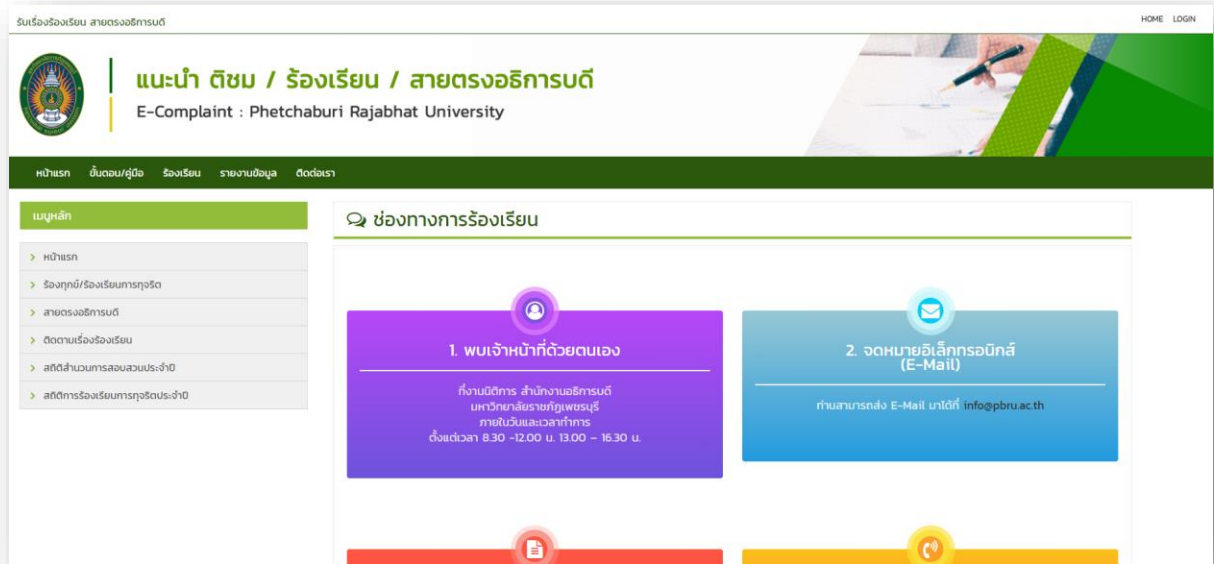 รับเรื่องร้องเรียน สายตรงอธิการบดี
HOME LOGIN
แนะนำ ติชม / ร้องเรียน / สายตรงอธิการบดี
E-Complaint : Phetchaburi Rajabhat University
หน้าแรก ขั้นตอน/คู่มือ ร้องเรียน รายงานข้อมูล ติดต่อเรา
เมนูหลัก
หน้าแรก
ร้องทุกข์/ร้องเรียนการทุจริต
สายตรงอธิการบดี
ติดตามเรื่องร้องเรียน
สถิติสำนวนการสอบสวนประจำปี
สถิติการร้องเรียนการทุจริตประจำปี
ช่องทางการร้องเรียน
1. พบเจ้าหน้าที่ด้วยตนเอง
ที่งานนิติการ สำนักงานอธิการบดี
มหาวิทยาลัยราชภัฏเพชรบุรี
ภายในวันและเวลาทำการ
ตั้งแต่เวลา 8.30 -12.00 น. 13.00 – 16.30 น.
2. จดหมายอิเล็กทรอนิกส์
(E-Mail)
ท่านสามารถส่ง E-Mail มาได้ที่ info@pbru.ac.th